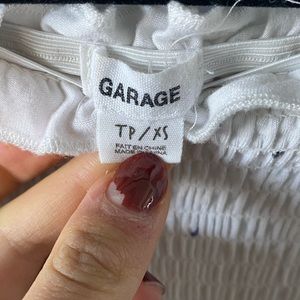 GARAGE
TP/XS
FAIT EN CHINE
MADE IN CHINA